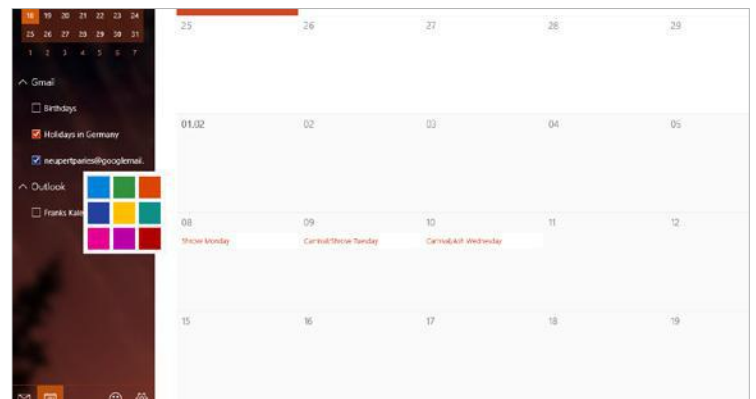 18 19 20 21 22 23 24
25 26 27 28 29 30 31
1 2 3 4 5 6 7
Gmail
Birthdays
Holidays in Germany
neupertparies@googlemail.
Outlook
Franks Kale
25 26 27 28 29
01.02 02 03 04 05
08 09 10 11 12
Shrove Monday Carnival/Shrove Tuesday Carnival/Ash Wednesday
15 16 17 18 19